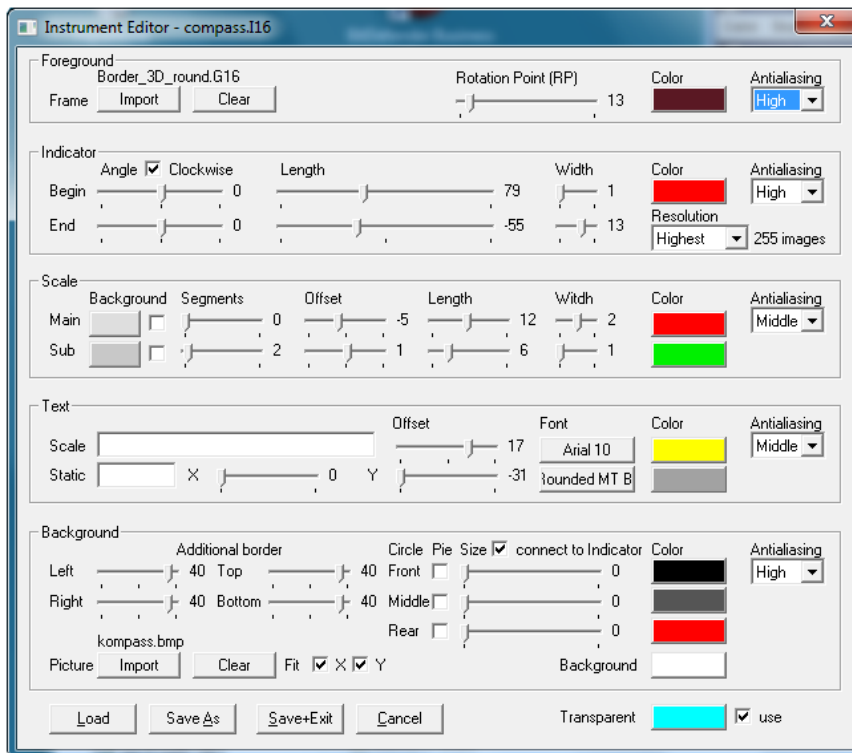 Instrument Editor - compass.I16
Foreground
Border_3D_round.G16
Rotation Point (RP) Color Antialiasing
Frame Import Clear 13 High
Indicator
Angle Clockwise Length Width Color Antialiasing
Begin 0 79 1 High
End 0 -55 13 Resolution
Highest 255 images
Scale
Background Segments Offset Length Witdh Color Antialiasing
Main 0 -5 12 2 Middle
Sub 2 1 6 1
Text
Offset Font Color Antialiasing
Scale 17 Arial 10 Middle
Static X 0 Y -31 Rounded MT B
Background
Additional border Circle Pie Size connect to Indicator Color Antialiasing
Left 40 Top 40 Front 0 High
Right 40 Bottom 40 Middle 0
Rear 0
kompass.bmp
Picture Import Clear Fit X Y Background
Load Save As Save+Exit Cancel Transparent use